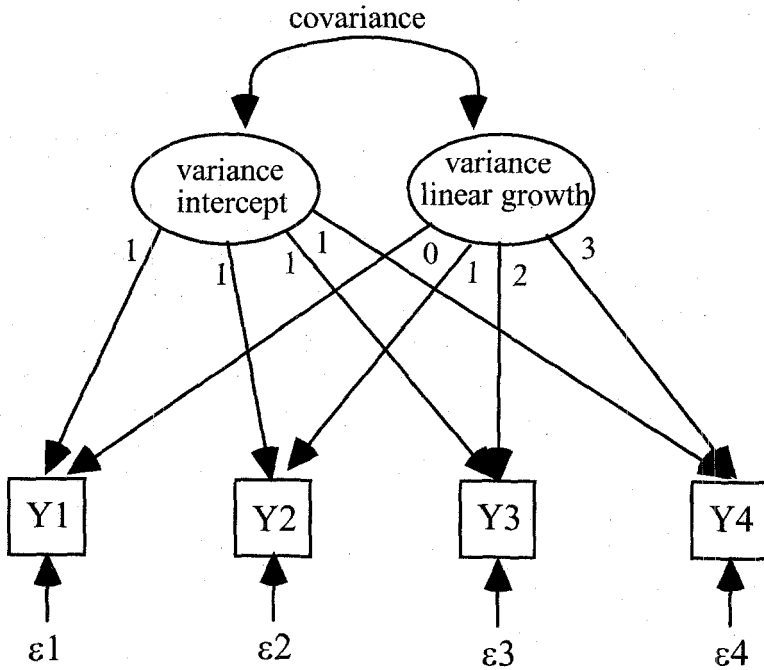 covariance
variance
intercept
variance
linear growth
1
1
1
1
0
1
2
3
Y1
Y2
Y3
Y4
ε1
ε2
ε3
ε4